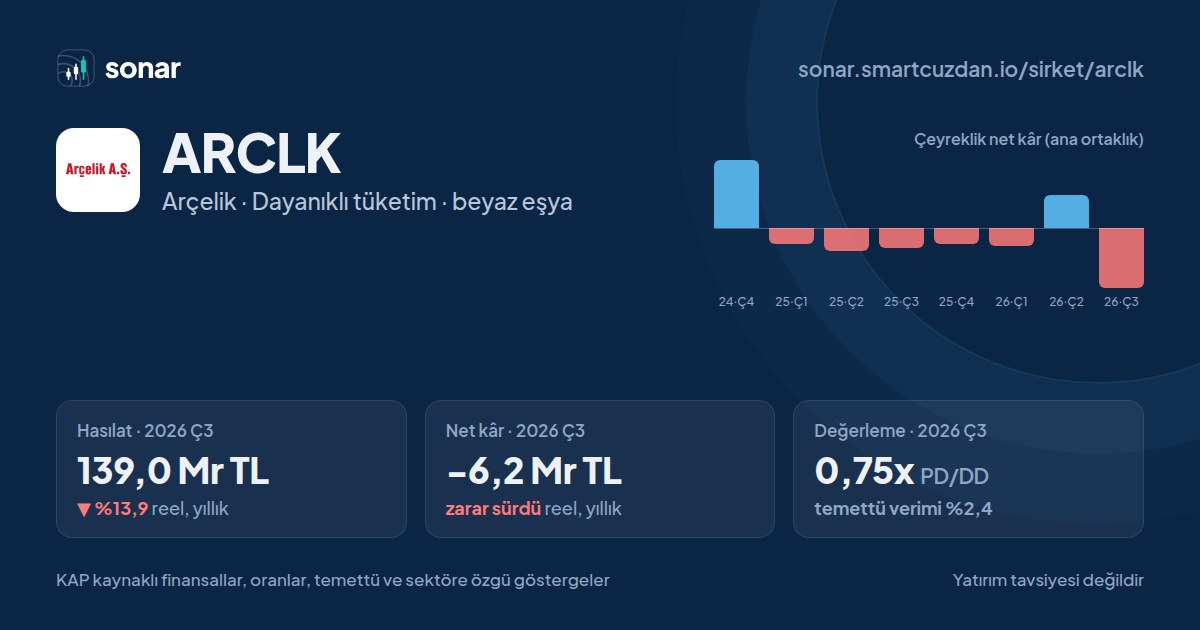 sonar
sonar.smartcuzdan.io/sirket/arclk
Arçelik A.Ş.
ARCLK
Arçelik · Dayanıklı tüketim · beyaz eşya
Çeyreklik net kâr (ana ortaklık)
24·Ç4 25·Ç1 25·Ç2 25·Ç3 25·Ç4 26·Ç1 26·Ç2 26·Ç3
Hasılat · 2026 Ç3
139,0 Mr TL
▼ %13,9 reel, yıllık
Net kâr · 2026 Ç3
−6,2 Mr TL
zarar sürdü reel, yıllık
Değerleme · 2026 Ç3
0,75x PD/DD
temettü verimi %2,4
KAP kaynaklı finansallar, oranlar, temettü ve sektöre özgü göstergeler
Yatırım tavsiyesi değildir